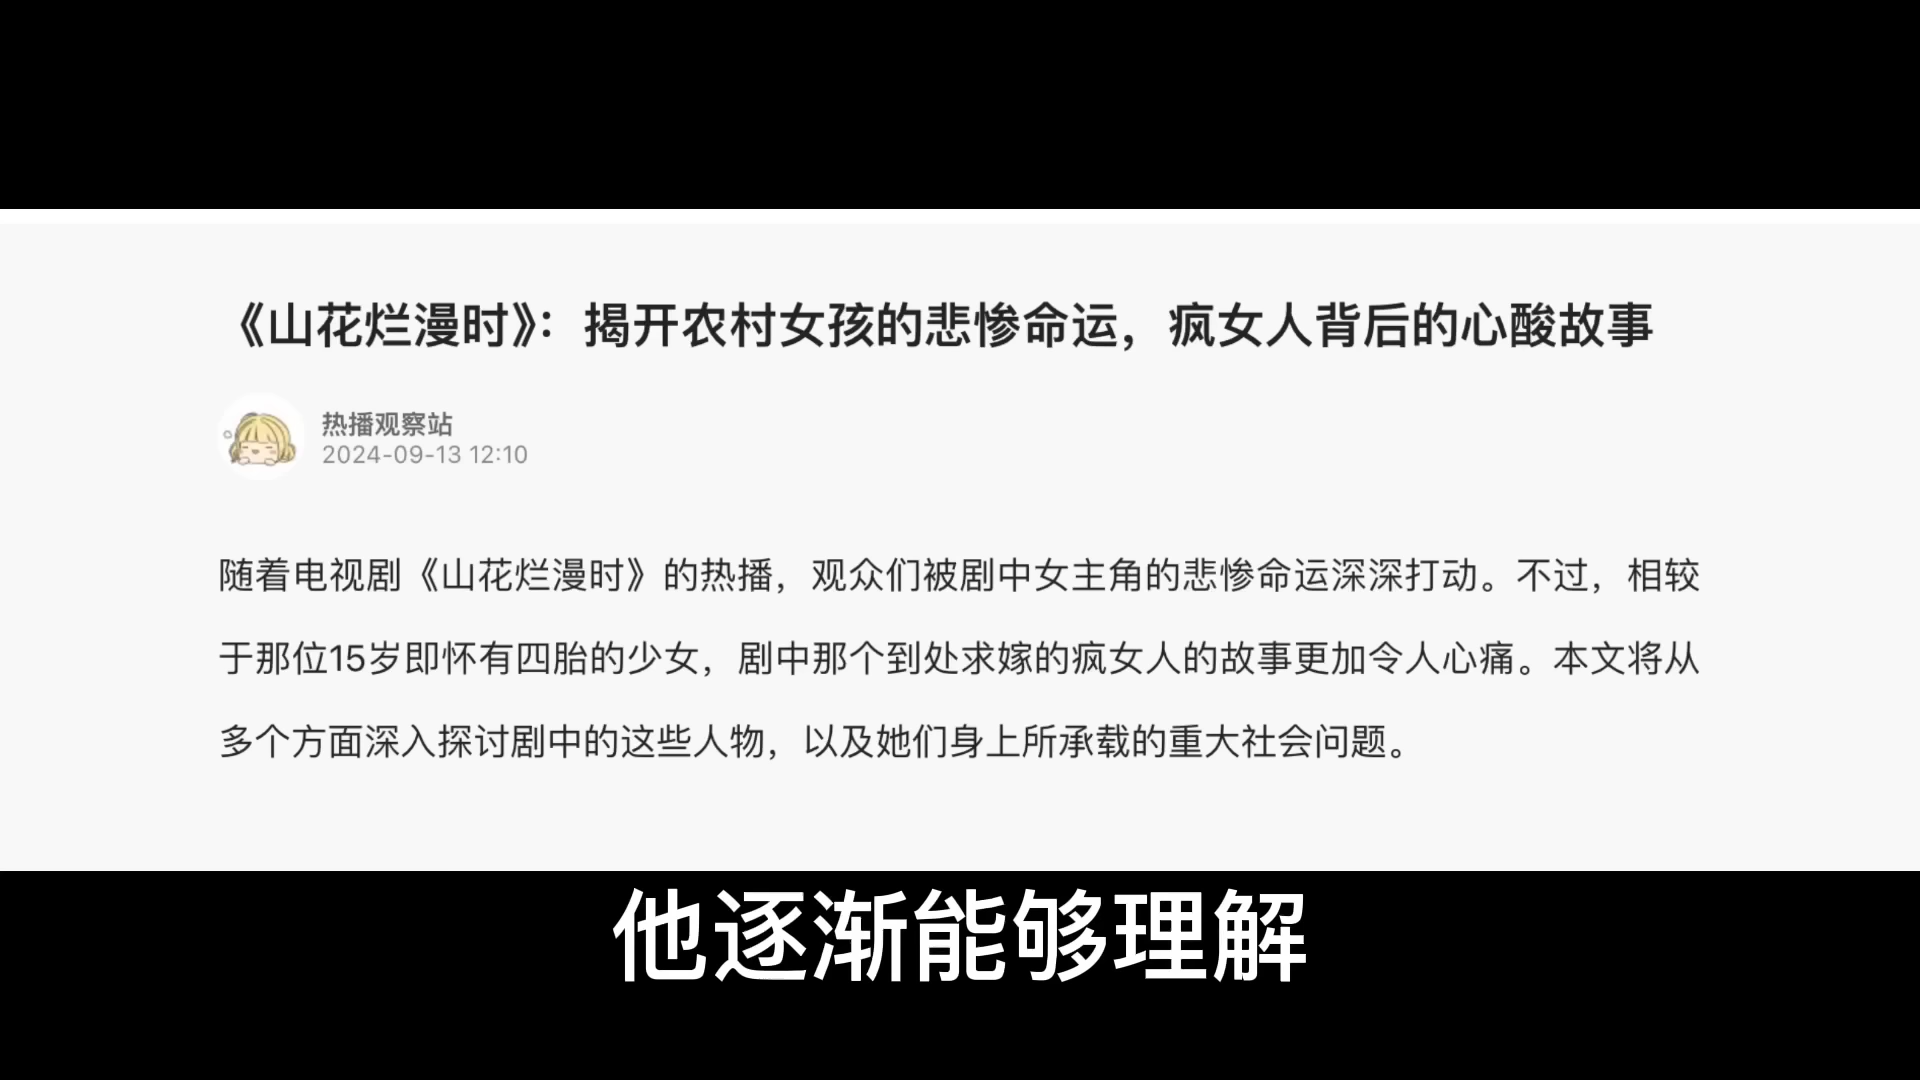 《山花烂漫时》：揭开农村女孩的悲惨命运，疯女人背后的心酸故事
热播观察站
2024-09-13 12:10
随着电视剧《山花烂漫时》的热播，观众们被剧中女主角的悲惨命运深深打动。不过，相较
于那位15岁即怀有四胎的少女，剧中那个到处求嫁的疯女人的故事更加令人心痛。本文将从
多个方面深入探讨剧中的这些人物，以及她们身上所承载的重大社会问题。
他逐渐能够理解